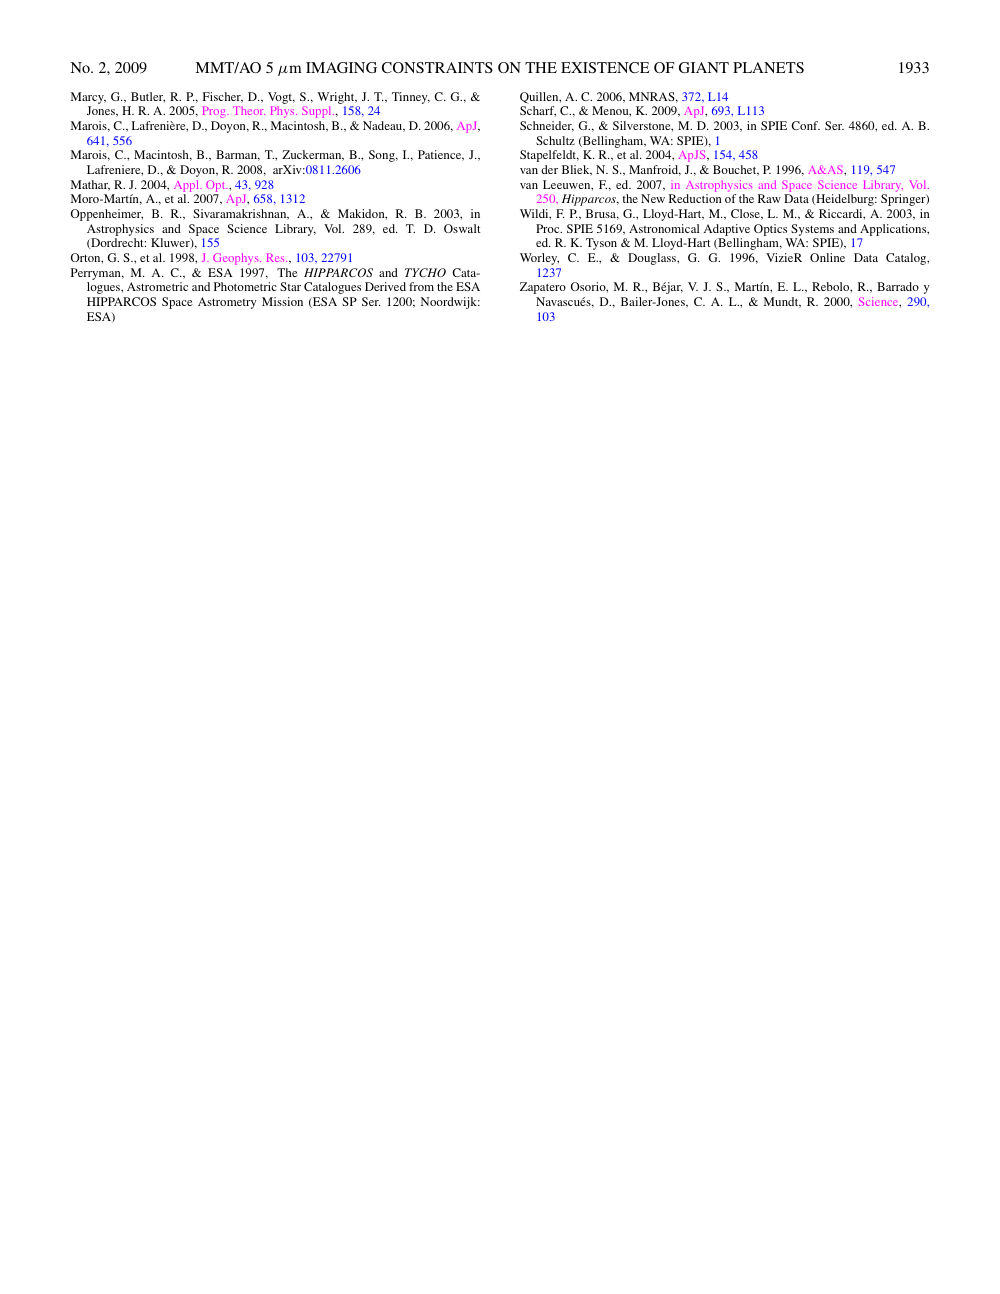 No. 2, 2009 MMT/AO 5 μm IMAGING CONSTRAINTS ON THE EXISTENCE OF GIANT PLANETS 1933
Marcy, G., Butler, R. P., Fischer, D., Vogt, S., Wright, J. T., Tinney, C. G., &
Jones, H. R. A. 2005, Prog. Theor. Phys. Suppl., 158, 24
Marois, C., Lafrenière, D., Doyon, R., Macintosh, B., & Nadeau, D. 2006, ApJ,
641, 556
Marois, C., Macintosh, B., Barman, T., Zuckerman, B., Song, I., Patience, J.,
Lafreniere, D., & Doyon, R. 2008, arXiv:0811.2606
Mathar, R. J. 2004, Appl. Opt., 43, 928
Moro-Martín, A., et al. 2007, ApJ, 658, 1312
Oppenheimer, B. R., Sivaramakrishnan, A., & Makidon, R. B. 2003, in
Astrophysics and Space Science Library, Vol. 289, ed. T. D. Oswalt
(Dordrecht: Kluwer), 155
Orton, G. S., et al. 1998, J. Geophys. Res., 103, 22791
Perryman, M. A. C., & ESA 1997, The HIPPARCOS and TYCHO Cata-
logues, Astrometric and Photometric Star Catalogues Derived from the ESA
HIPPARCOS Space Astrometry Mission (ESA SP Ser. 1200; Noordwijk:
ESA)
Quillen, A. C. 2006, MNRAS, 372, L14
Scharf, C., & Menou, K. 2009, ApJ, 693, L113
Schneider, G., & Silverstone, M. D. 2003, in SPIE Conf. Ser. 4860, ed. A. B.
Schultz (Bellingham, WA: SPIE), 1
Stapelfeldt, K. R., et al. 2004, ApJS, 154, 458
van der Bliek, N. S., Manfroid, J., & Bouchet, P. 1996, A&AS, 119, 547
van Leeuwen, F., ed. 2007, in Astrophysics and Space Science Library, Vol.
250, Hipparcos, the New Reduction of the Raw Data (Heidelburg: Springer)
Wildi, F. P., Brusa, G., Lloyd-Hart, M., Close, L. M., & Riccardi, A. 2003, in
Proc. SPIE 5169, Astronomical Adaptive Optics Systems and Applications,
ed. R. K. Tyson & M. Lloyd-Hart (Bellingham, WA: SPIE), 17
Worley, C. E., & Douglass, G. G. 1996, VizieR Online Data Catalog,
1237
Zapatero Osorio, M. R., Béjar, V. J. S., Martín, E. L., Rebolo, R., Barrado y
Navascués, D., Bailer-Jones, C. A. L., & Mundt, R. 2000, Science, 290,
103